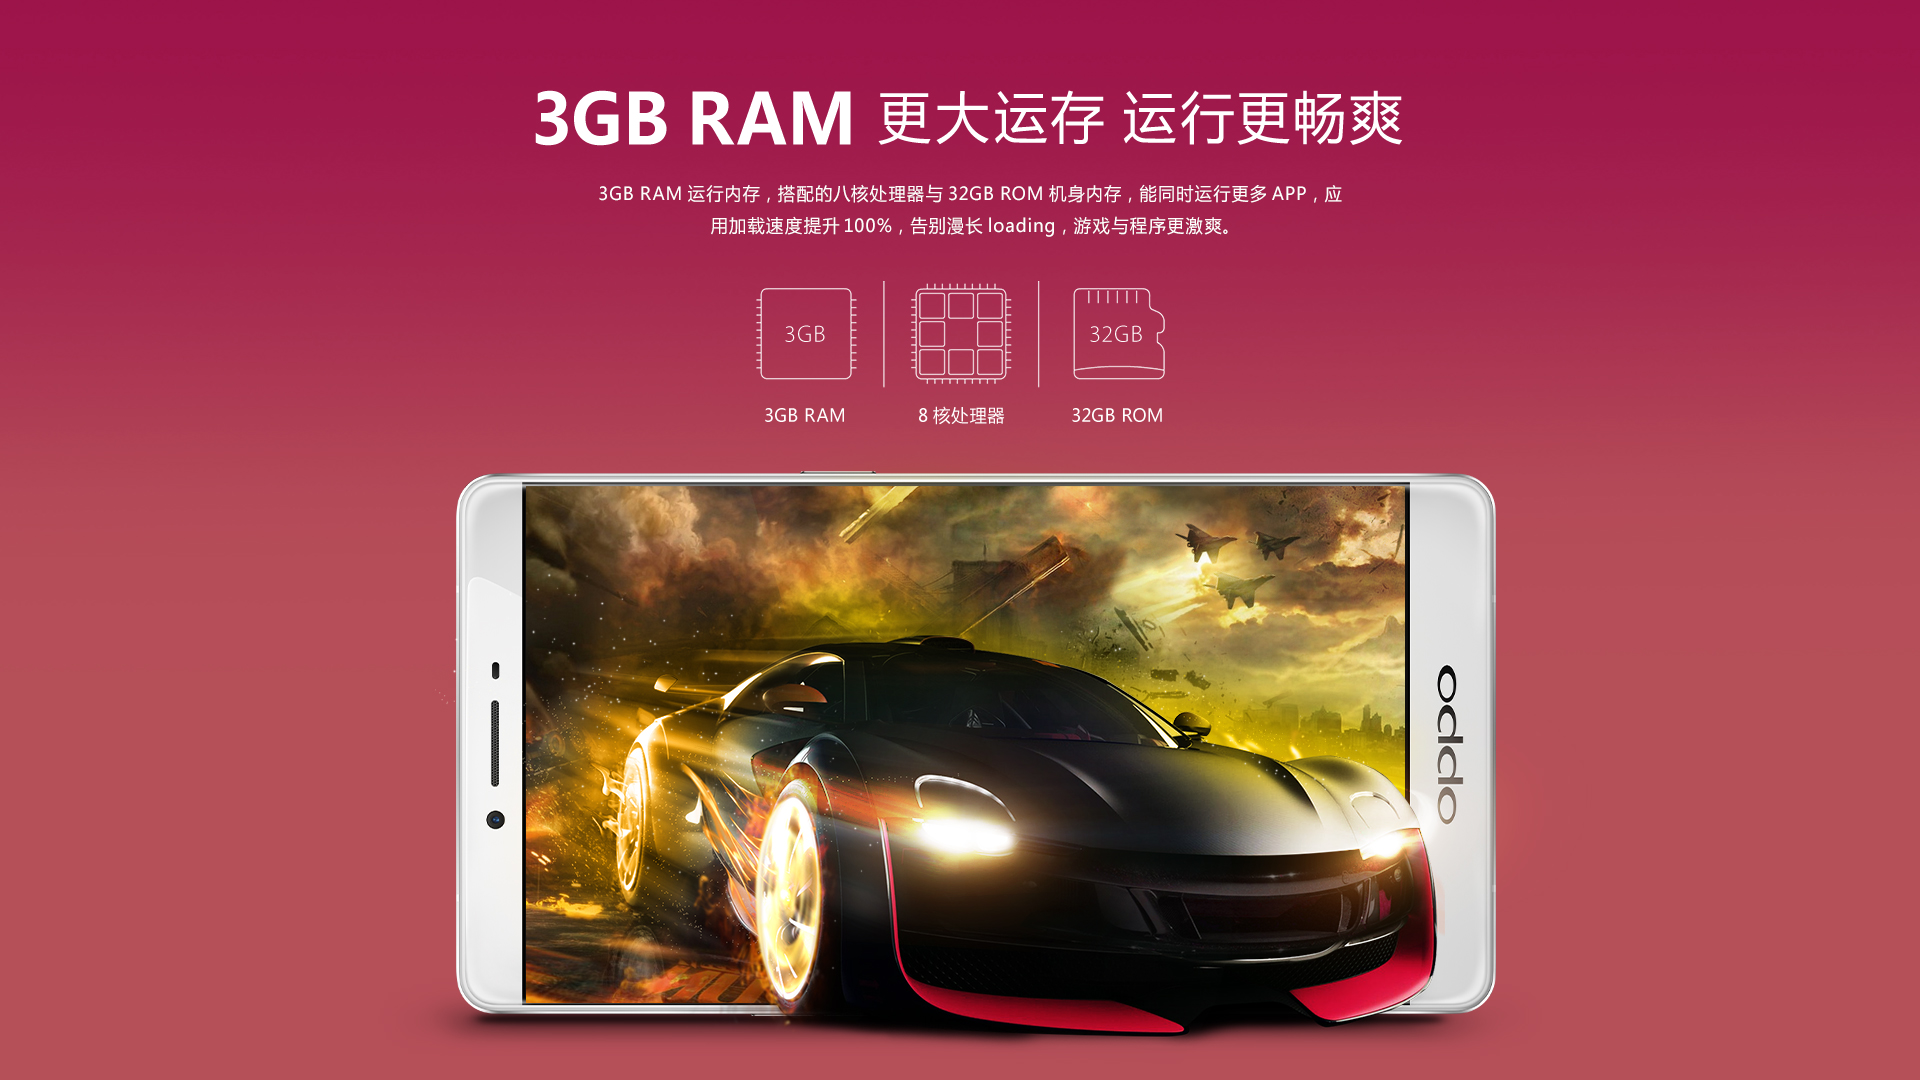 3GB RAM 更大运存 运行更畅爽
3GB RAM 运行内存，搭配的八核处理器与 32GB ROM 机身内存，能同时运行更多 APP，应
用加载速度提升 100%，告别漫长 loading，游戏与程序更激爽。
3GB
32GB
3GB RAM
8 核处理器
32GB ROM
oppo